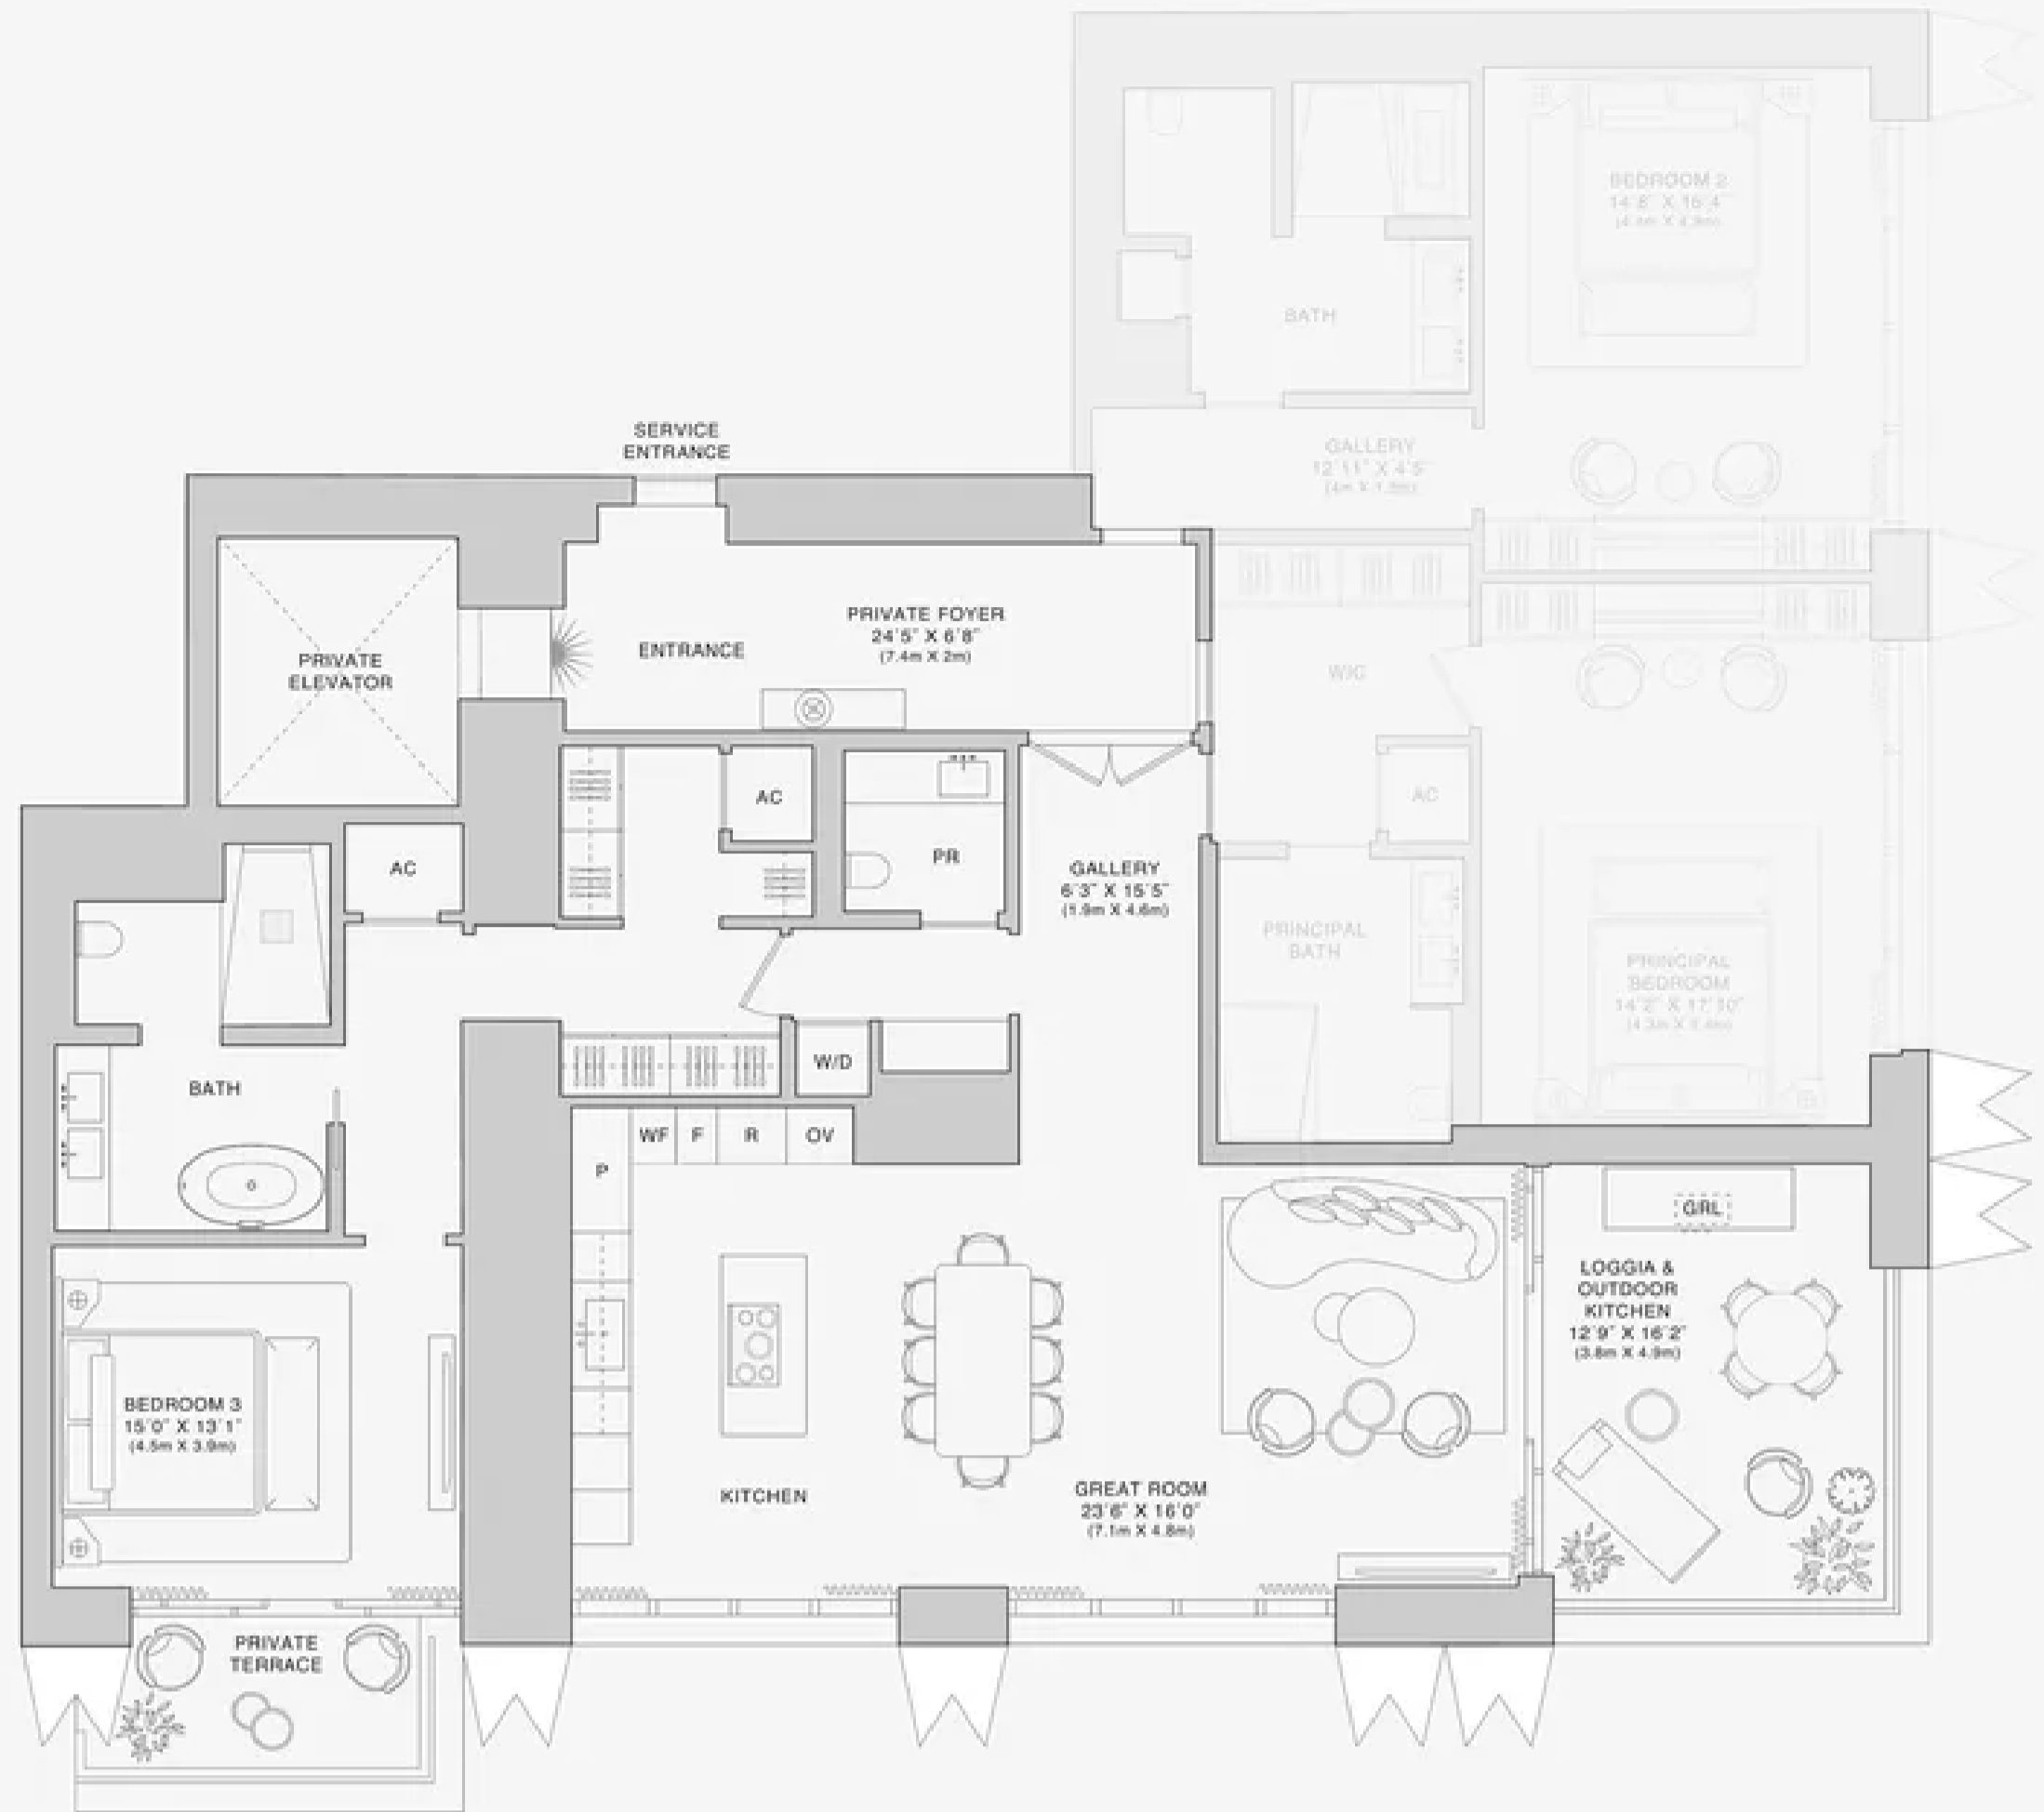 BEDROOM 2
14'8" X 16'4"
(4.4m X 4.9m)
BATH
GALLERY
12'11" X 4'5"
SERVICE
ENTRANCE
PRIVATE FOYER
24'5" X 6'8"
(7.4m X 2m)
ENTRANCE
PRIVATE
ELEVATOR
WIC
AC
AC
AC
PR
GALLERY
6'3" X 15'5"
(1.9m X 4.6m)
PRINCIPAL
BATH
PRINCIPAL
BEDROOM
14'2" X 17'10"
W/D
BATH
WF
F
R
OV
P
GRL
LOGGIA &
OUTDOOR
KITCHEN
12'9" X 16'2"
(3.8m X 4.9m)
BEDROOM 3
15'0" X 13'1"
(4.5m X 3.9m)
KITCHEN
GREAT ROOM
23'6" X 16'0"
(7.1m X 4.8m)
PRIVATE
TERRACE